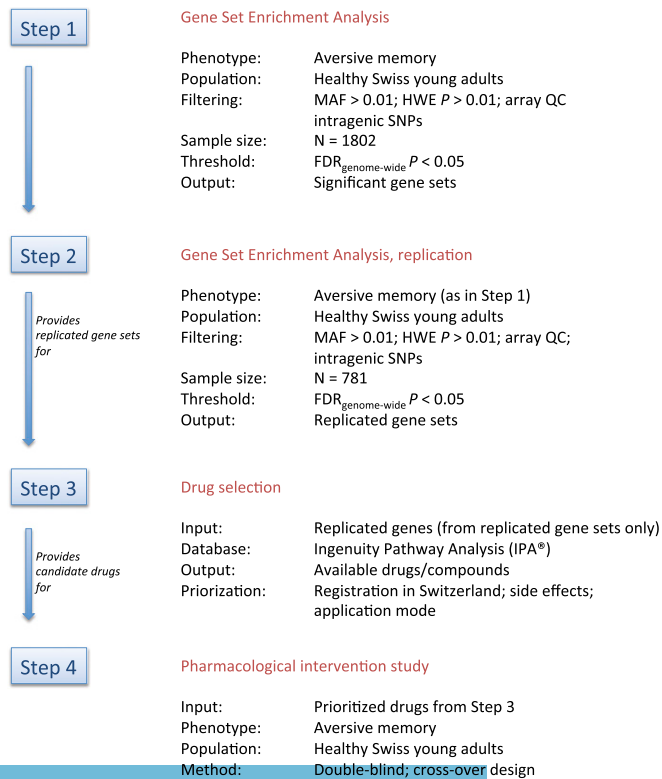 Step 1
Gene Set Enrichment Analysis
Phenotype: Aversive memory
Population: Healthy Swiss young adults
Filtering: MAF > 0.01; HWE P > 0.01; array QC
intragenic SNPs
Sample size: N = 1802
Threshold: FDRgenome-wide P < 0.05
Output: Significant gene sets
Step 2
Gene Set Enrichment Analysis, replication
Provides
replicated gene sets
for
Phenotype: Aversive memory (as in Step 1)
Population: Healthy Swiss young adults
Filtering: MAF > 0.01; HWE P > 0.01; array QC;
intragenic SNPs
Sample size: N = 781
Threshold: FDRgenome-wide P < 0.05
Output: Replicated gene sets
Step 3
Drug selection
Provides
candidate drugs
for
Input: Replicated genes (from replicated gene sets only)
Database: Ingenuity Pathway Analysis (IPA®)
Output: Available drugs/compounds
Priorization: Registration in Switzerland; side effects;
application mode
Step 4
Pharmacological intervention study
Input: Prioritized drugs from Step 3
Phenotype: Aversive memory
Population: Healthy Swiss young adults
Method: Double-blind; cross-over design